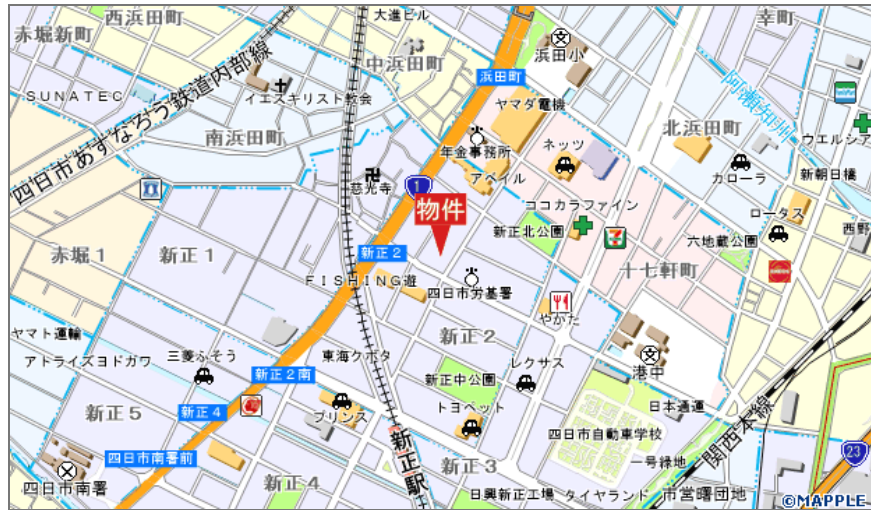 西浜田町
大進ビル
幸町
赤堀新町
浜田小
中浜田町
浜田町
四日市あすなろう鉄道内部線
SUNATEC
イエスキリスト教会
ヤマダ電機
阿瀬知川
南浜田町
北浜田町
ウエルシア
年金事務所
ネッツ
慈光寺
アペイル
カローラ
新朝日橋
1
物件
ココカラファイン
ロータス
新正北公園
西野
赤堀1
新正1
新正2
六地蔵公園
十七軒町
FISHING遊
四日市労基署
やがた
ヤマト運輸
新正2
三菱ふそう
東海クボタ
港中
アトライズヨドガワ
レクサス
新正2南
新正中公園
新正5
新正4
プリンス
トヨペット
日本通運
関西本線
四日市自動車学校
四日市南署前
新正駅
新正3
一号緑地
23
四日市南署
新正4
日興新正工場
タイヤランド
市営曙団地
©MAPPLE